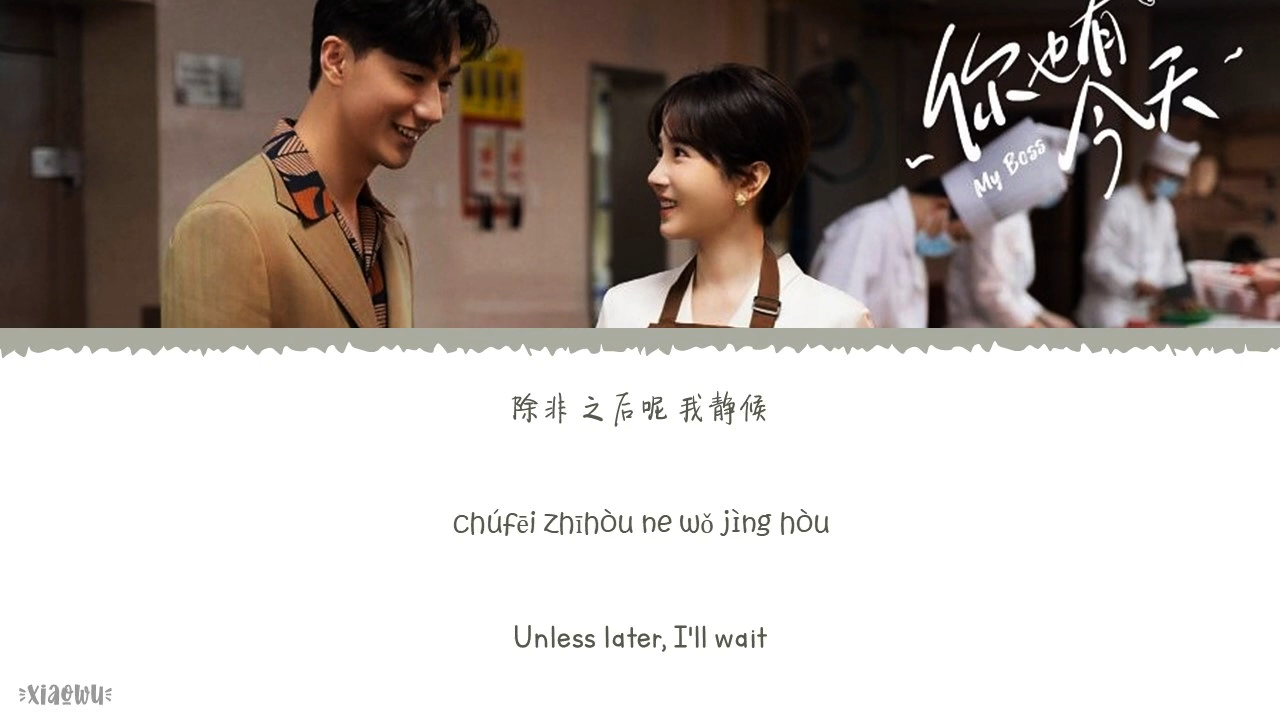 你也有今天
My Boss
除非 之后呢 我静候
chúfēi zhīhòu ne wǒ jìng hòu
Unless later, I'll wait
xiaowu